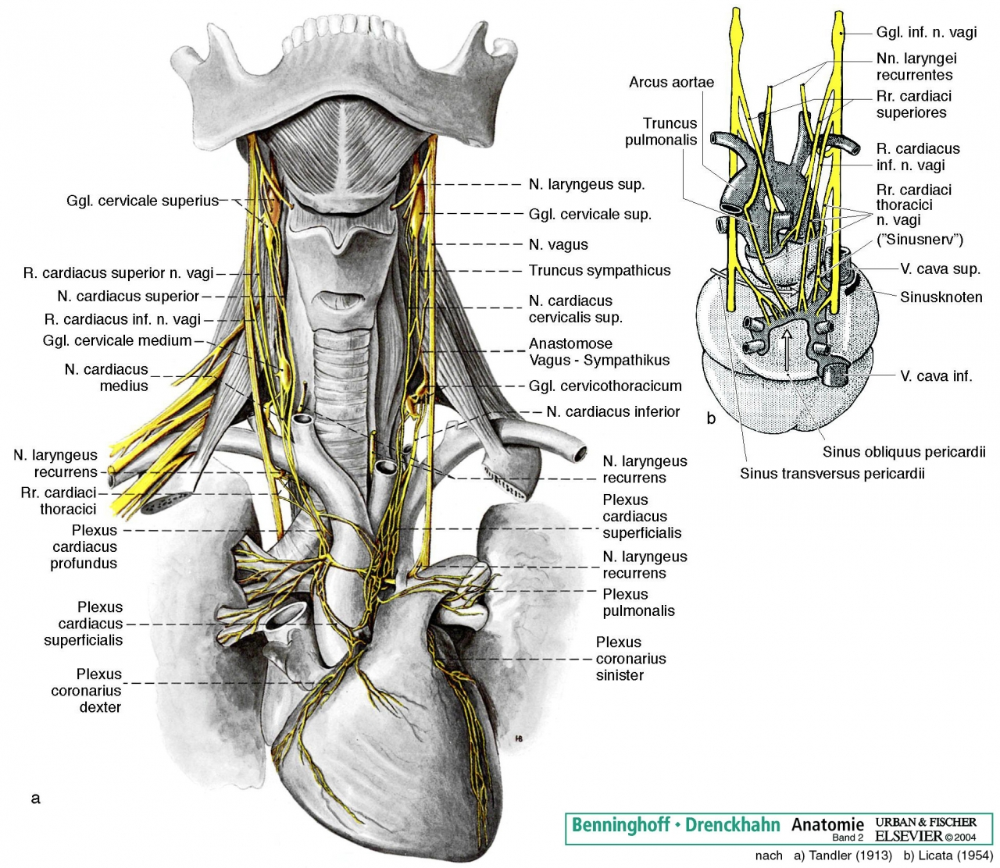 Ggl. cervicale superius
R. cardiacus superior n. vagi
N. cardiacus superior
R. cardiacus inf. n. vagi
Ggl. cervicale medium
N. cardiacus
medius
N. laryngeus
recurrens
Rr. cardiaci
thoracici
Plexus
cardiacus
profundus
Plexus
cardiacus
superficialis
Plexus
coronarius
dexter
a
N. laryngeus sup.
Ggl. cervicale sup.
N. vagus
Truncus sympathicus
N. cardiacus
cervicalis sup.
Anastomose
Vagus - Sympathikus
Ggl. cervicothoracicum
N. cardiacus inferior
N. laryngeus
recurrens
Plexus
cardiacus
superficialis
N. laryngeus
recurrens
Plexus
pulmonalis
Plexus
coronarius
sinister
HB
Arcus aortae
Truncus
pulmonalis
Ggl. inf. n. vagi
Nn. laryngei
recurrentes
Rr. cardiaci
superiores
R. cardiacus
inf. n. vagi
Rr. cardiaci
thoracici
n. vagi
("Sinusnerv")
V. cava sup.
Sinusknoten
V. cava inf.
b
Sinus obliquus pericardii
Sinus transversus pericardii
Benninghoff • Drenckhahn Anatomie URBAN & FISCHER
Band 2 ELSEVIER © 2004
nach a) Tandler (1913) b) Licata (1954)